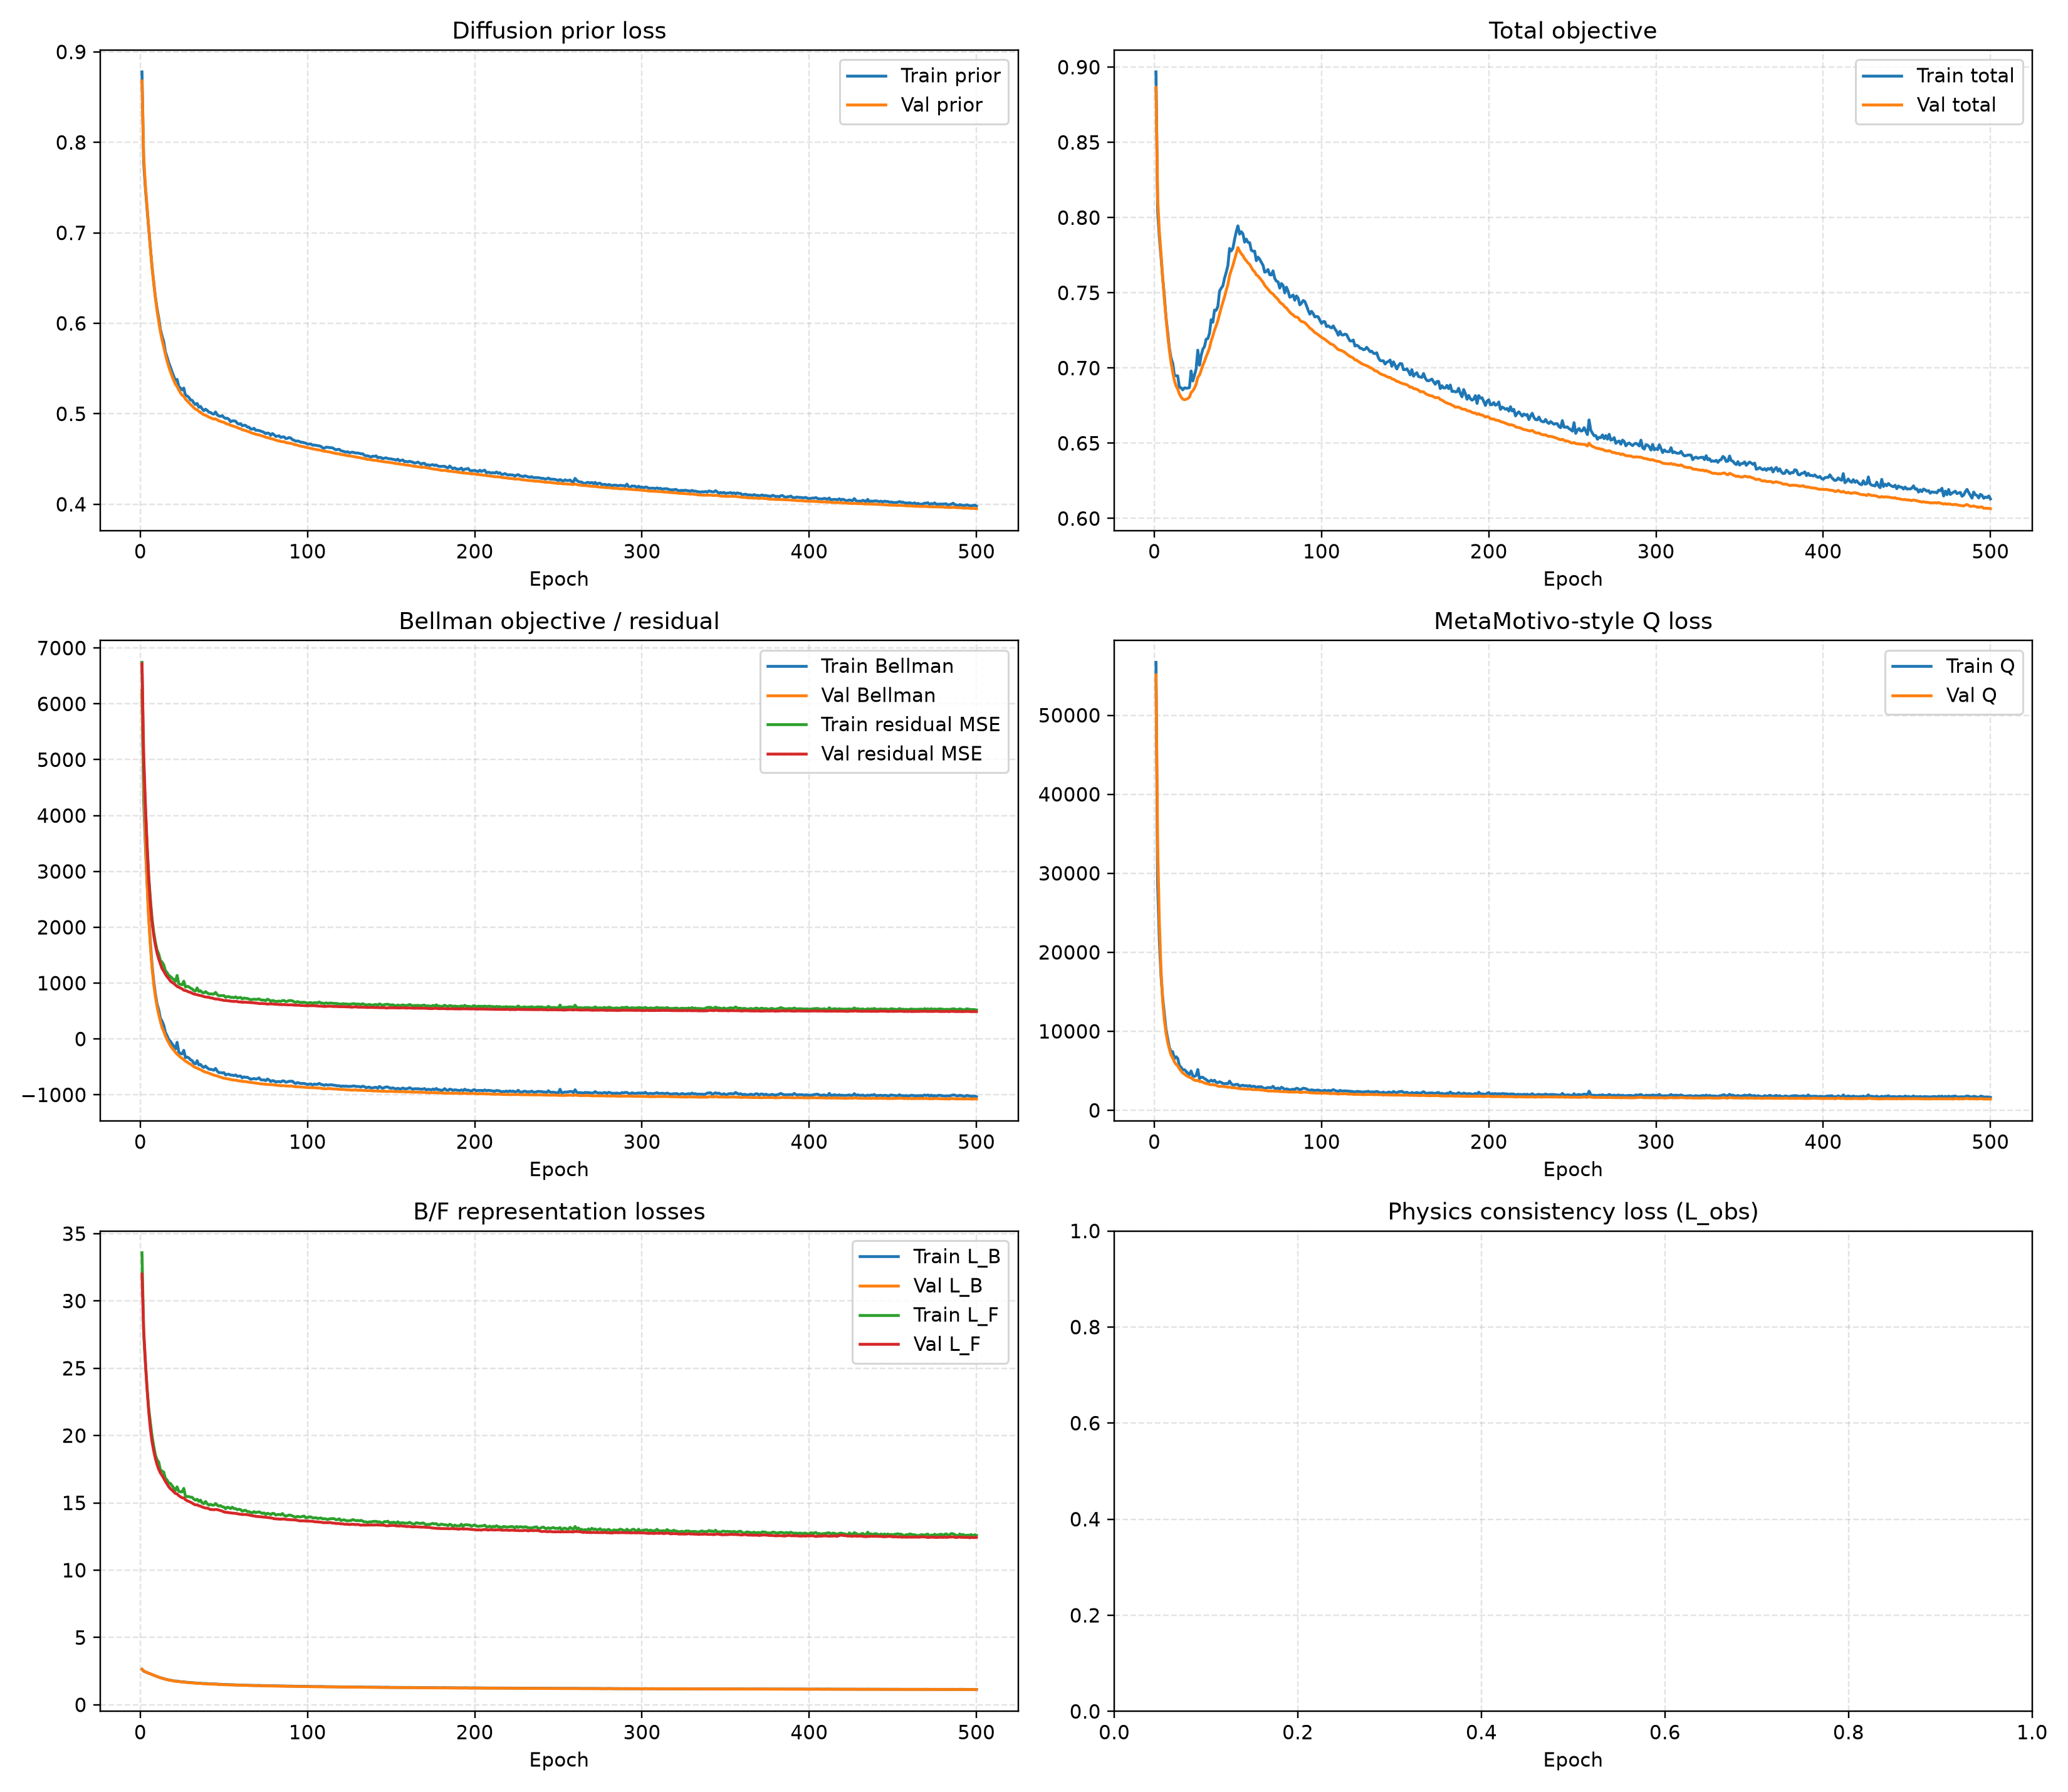 Diffusion prior loss
0.9
0.8
0.7
0.6
0.5
0.4
Train prior
Val prior
0 100 200 300 400 500
Epoch
Total objective
0.90
0.85
0.80
0.75
0.70
0.65
0.60
Train total
Val total
0 100 200 300 400 500
Epoch
Bellman objective / residual
7000
6000
5000
4000
3000
2000
1000
0
−1000
Train Bellman
Val Bellman
Train residual MSE
Val residual MSE
0 100 200 300 400 500
Epoch
MetaMotivo-style Q loss
50000
40000
30000
20000
10000
0
Train Q
Val Q
0 100 200 300 400 500
Epoch
B/F representation losses
35
30
25
20
15
10
5
0
Train L_B
Val L_B
Train L_F
Val L_F
0 100 200 300 400 500
Epoch
Physics consistency loss (L_obs)
1.0
0.8
0.6
0.4
0.2
0.0
0.0 0.2 0.4 0.6 0.8 1.0
Epoch